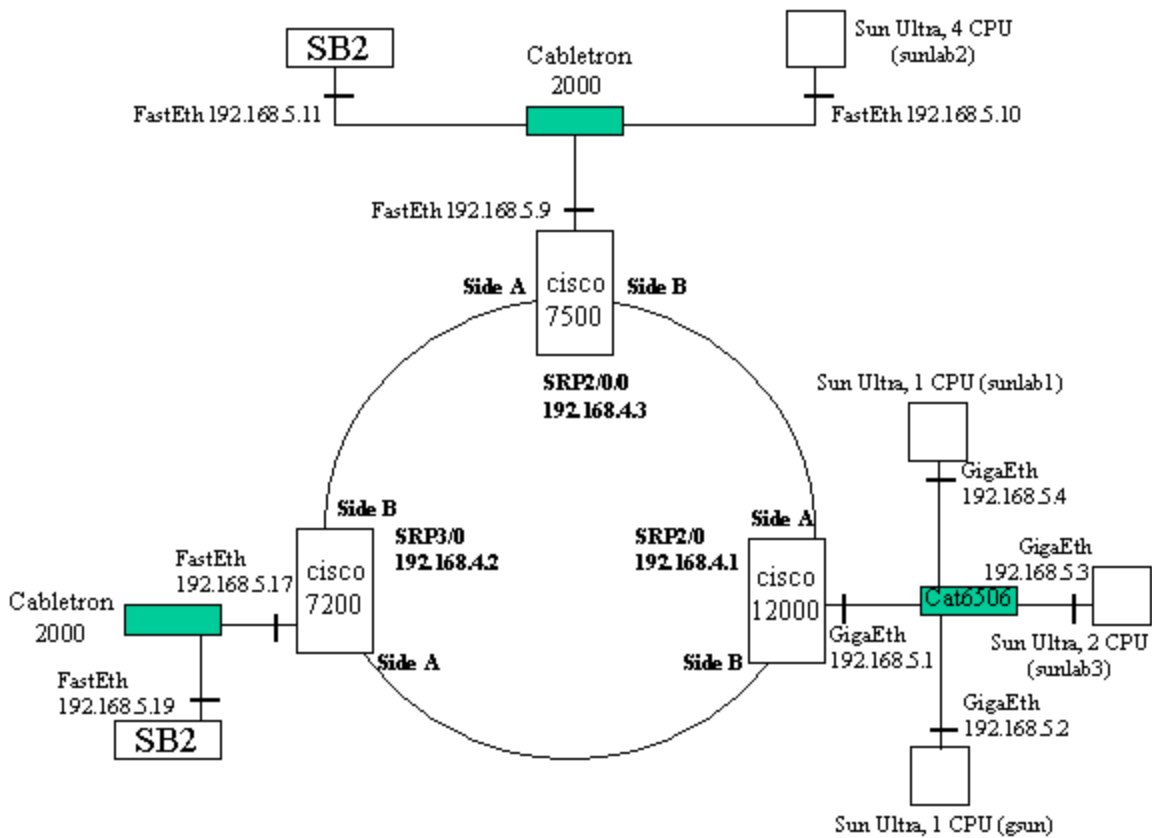 SB2
Cabletron
2000
Sun Ultra, 4 CPU
(sunlab2)
FastEth 192.168.5.11
FastEth 192.168.5.10
FastEth 192.168.5.9
Side A
cisco
7500
Side B
SRP2/0.0
192.168.4.3
Sun Ultra, 1 CPU (sunlab1)
GigaEth
192.168.5.4
Side B
SRP3/0
192.168.4.2
SRP2/0
192.168.4.1
Side A
FastEth
192.168.5.17
cisco
7200
cisco
12000
GigaEth
192.168.5.3
Cat6506
Cabletron
2000
Side A
Side B
GigaEth
192.168.5.1
Sun Ultra, 2 CPU
(sunlab3)
FastEth
192.168.5.19
SB2
GigaEth
192.168.5.2
Sun Ultra, 1 CPU (gsun)